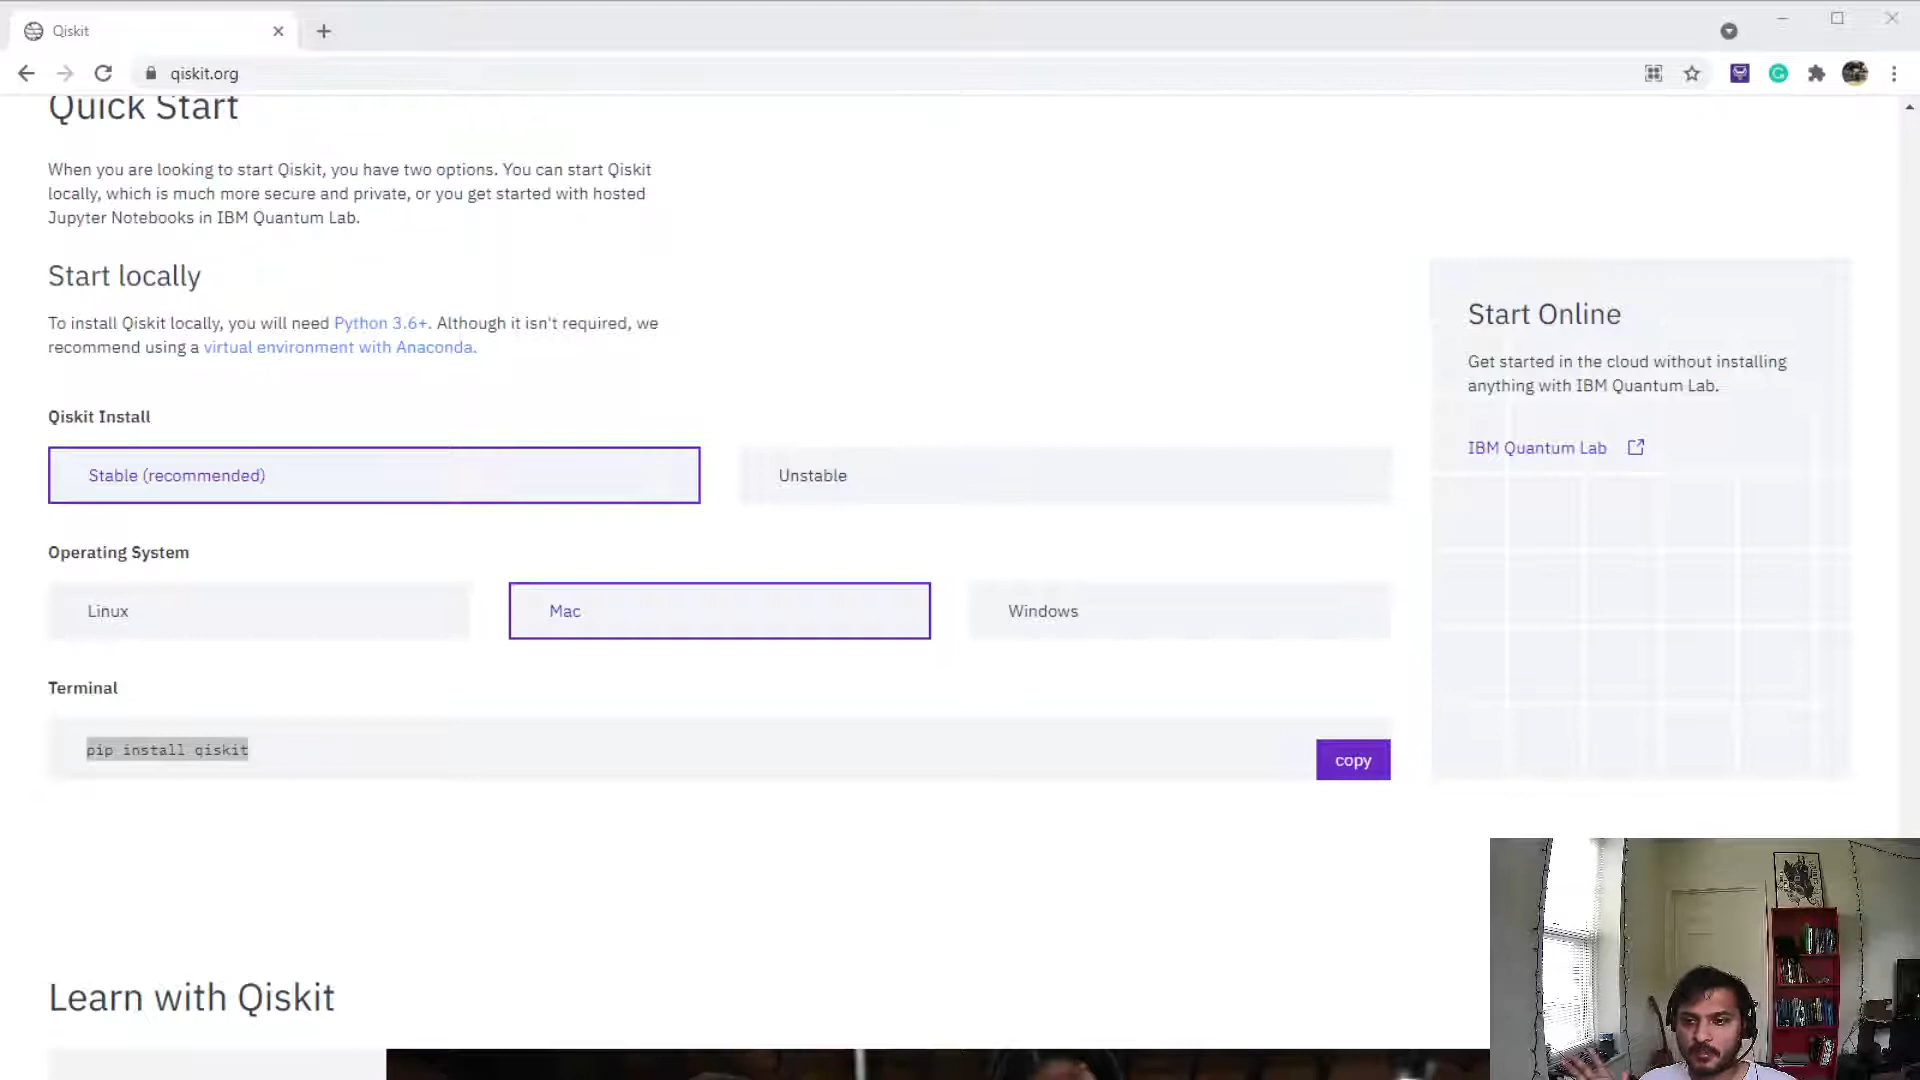 Qiskit
qiskit.org
Quick Start
When you are looking to start Qiskit, you have two options. You can start Qiskit
locally, which is much more secure and private, or you get started with hosted
Jupyter Notebooks in IBM Quantum Lab.
Start locally
To install Qiskit locally, you will need Python 3.6+. Although it isn't required, we
recommend using a virtual environment with Anaconda.
Qiskit Install
Stable (recommended)
Unstable
Operating System
Linux
Mac
Windows
Terminal
pip install qiskit
copy
Start Online
Get started in the cloud without installing
anything with IBM Quantum Lab.
IBM Quantum Lab
Learn with Qiskit